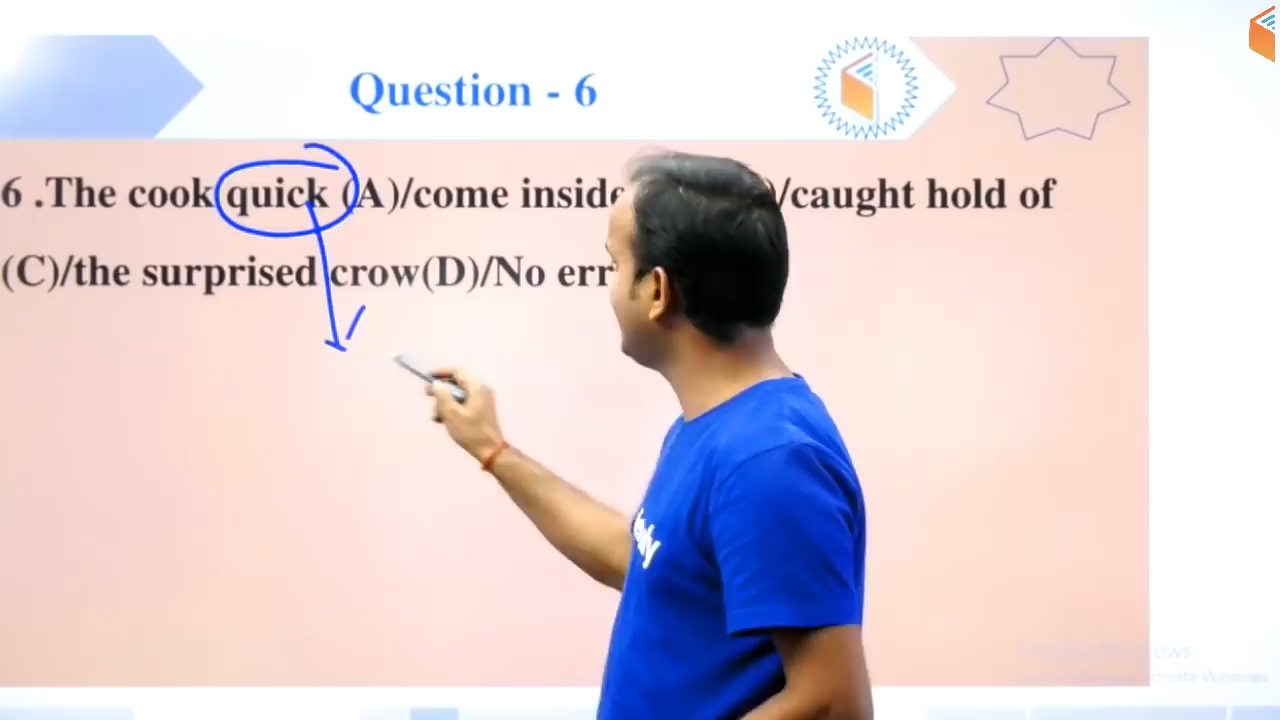 Question - 6
6 .The cook quick (A)/come inside )/caught hold of
(C)/the surprised crow(D)/No err